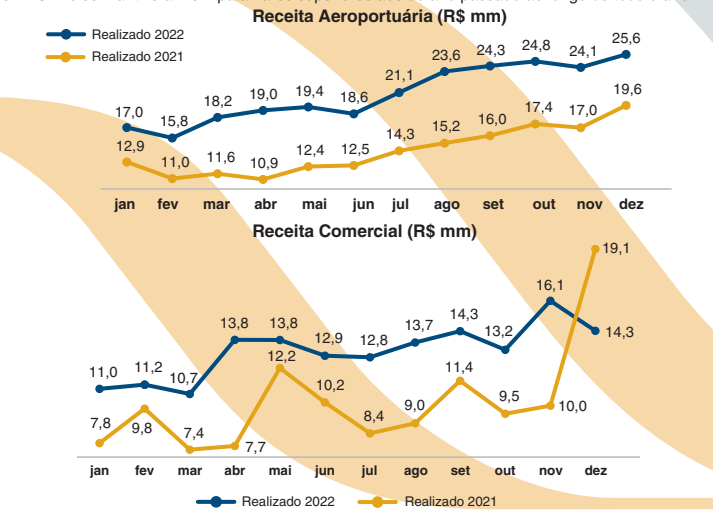 Receita Aeroportuária (R$ mm)
Realizado 2022
Realizado 2021
17,0 15,8 18,2 19,0 19,4 18,6 21,1 23,6 24,3 24,8 24,1 25,6
12,9 11,0 11,6 10,9 12,4 12,5 14,3 15,2 16,0 17,4 17,0 19,6
jan fev mar abr mai jun jul ago set out nov dez
Receita Comercial (R$ mm)
11,0 11,2 10,7 13,8 13,8 12,9 12,8 13,7 14,3 13,2 16,1 14,3
7,8 9,8 7,4 7,7 12,2 10,2 8,4 9,0 11,4 9,5 10,0 19,1
jan fev mar abr mai jun jul ago set out nov dez
Realizado 2022 Realizado 2021